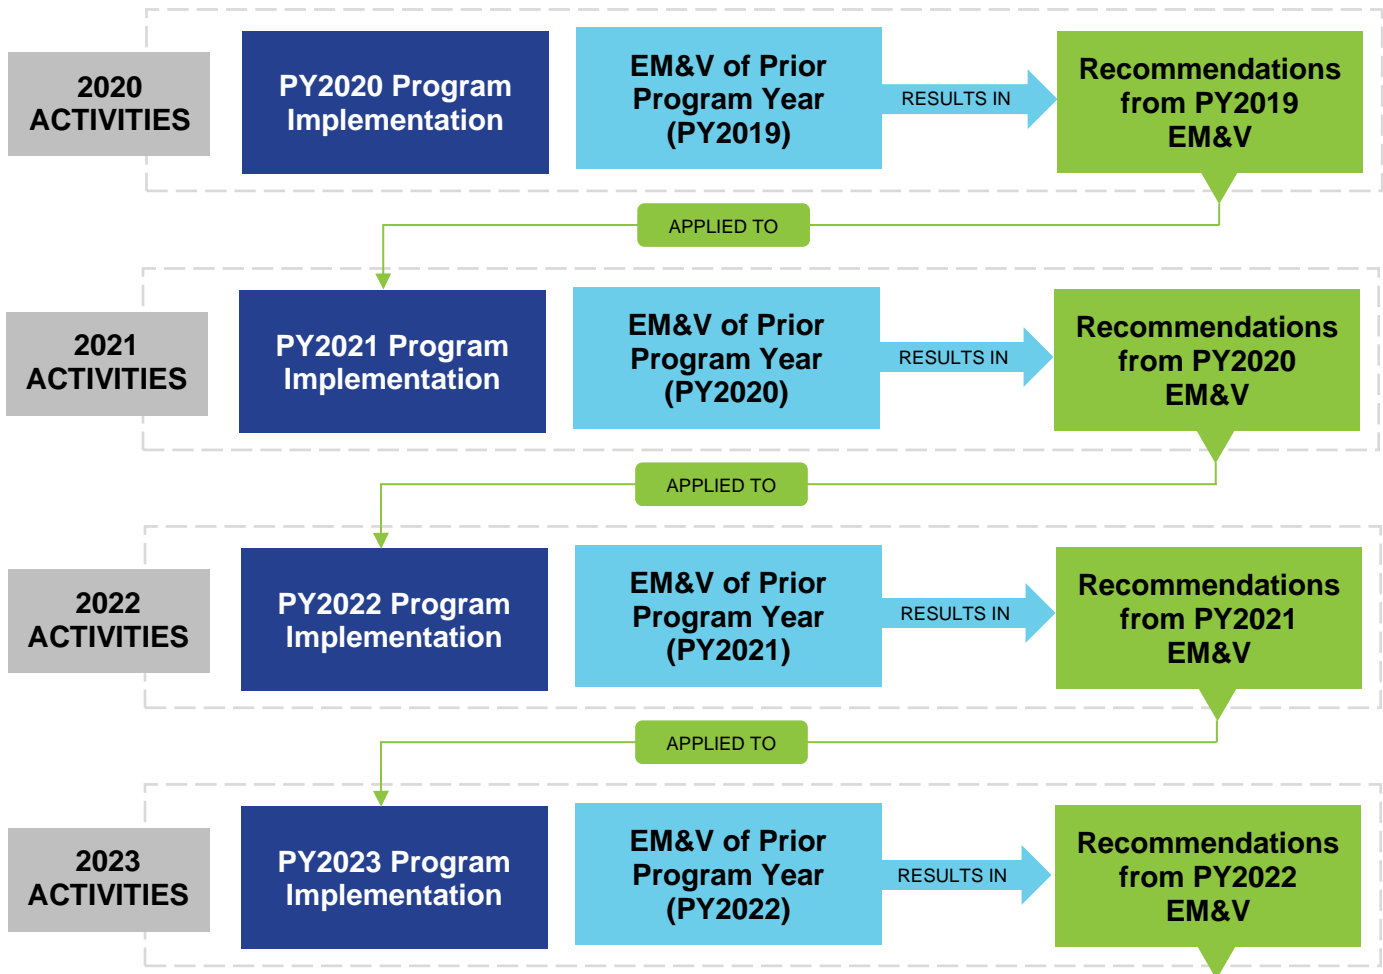 2020
ACTIVITIES
PY2020 Program
Implementation
EM&V of Prior
Program Year
(PY2019)
RESULTS IN
Recommendations
from PY2019
EM&V
APPLIED TO
2021
ACTIVITIES
PY2021 Program
Implementation
EM&V of Prior
Program Year
(PY2020)
RESULTS IN
Recommendations
from PY2020
EM&V
APPLIED TO
2022
ACTIVITIES
PY2022 Program
Implementation
EM&V of Prior
Program Year
(PY2021)
RESULTS IN
Recommendations
from PY2021
EM&V
APPLIED TO
2023
ACTIVITIES
PY2023 Program
Implementation
EM&V of Prior
Program Year
(PY2022)
RESULTS IN
Recommendations
from PY2022
EM&V